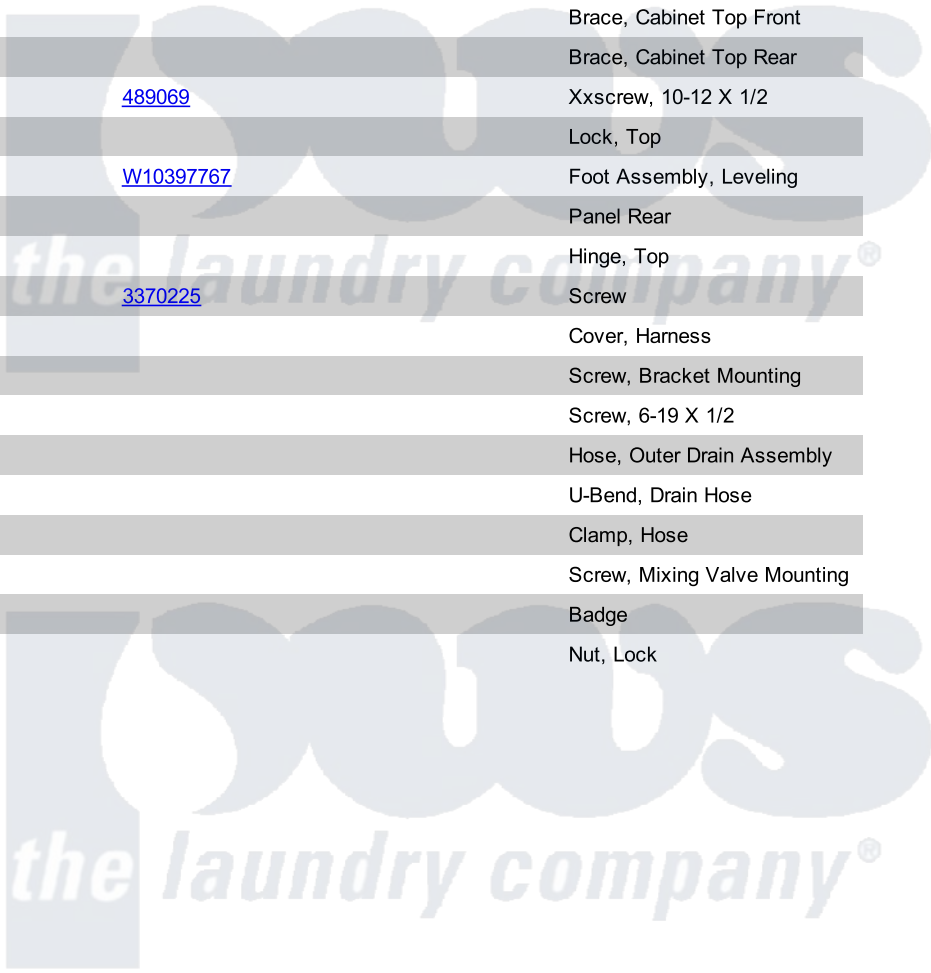 Brace, Cabinet Top Front
Brace, Cabinet Top Rear
489069 Xxscrew, 10-12 X 1/2
Lock, Top
W10397767 Foot Assembly, Leveling
Panel Rear
Hinge, Top
the laundry company®
3370225 Screw
Cover, Harness
Screw, Bracket Mounting
Screw, 6-19 X 1/2
Hose, Outer Drain Assembly
U-Bend, Drain Hose
Clamp, Hose
Screw, Mixing Valve Mounting
Badge
Nut, Lock
pws
the laundry company®